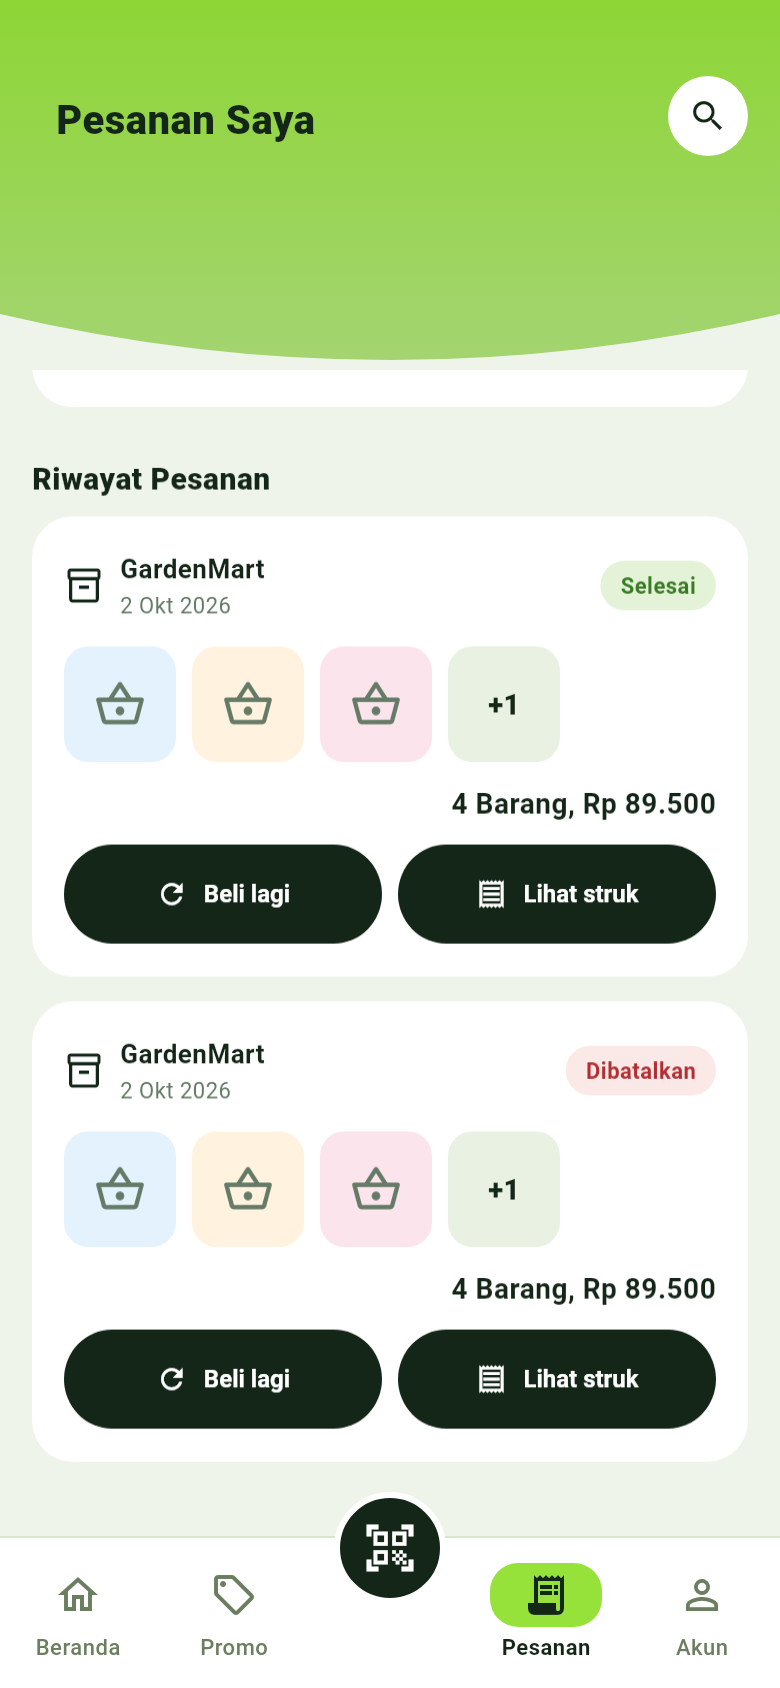 Pesanan Saya
Riwayat Pesanan
GardenMart
2 Okt 2026
Selesai
+1
4 Barang, Rp 89.500
Beli lagi
Lihat struk
GardenMart
2 Okt 2026
Dibatalkan
+1
4 Barang, Rp 89.500
Beli lagi
Lihat struk
Beranda
Promo
Pesanan
Akun